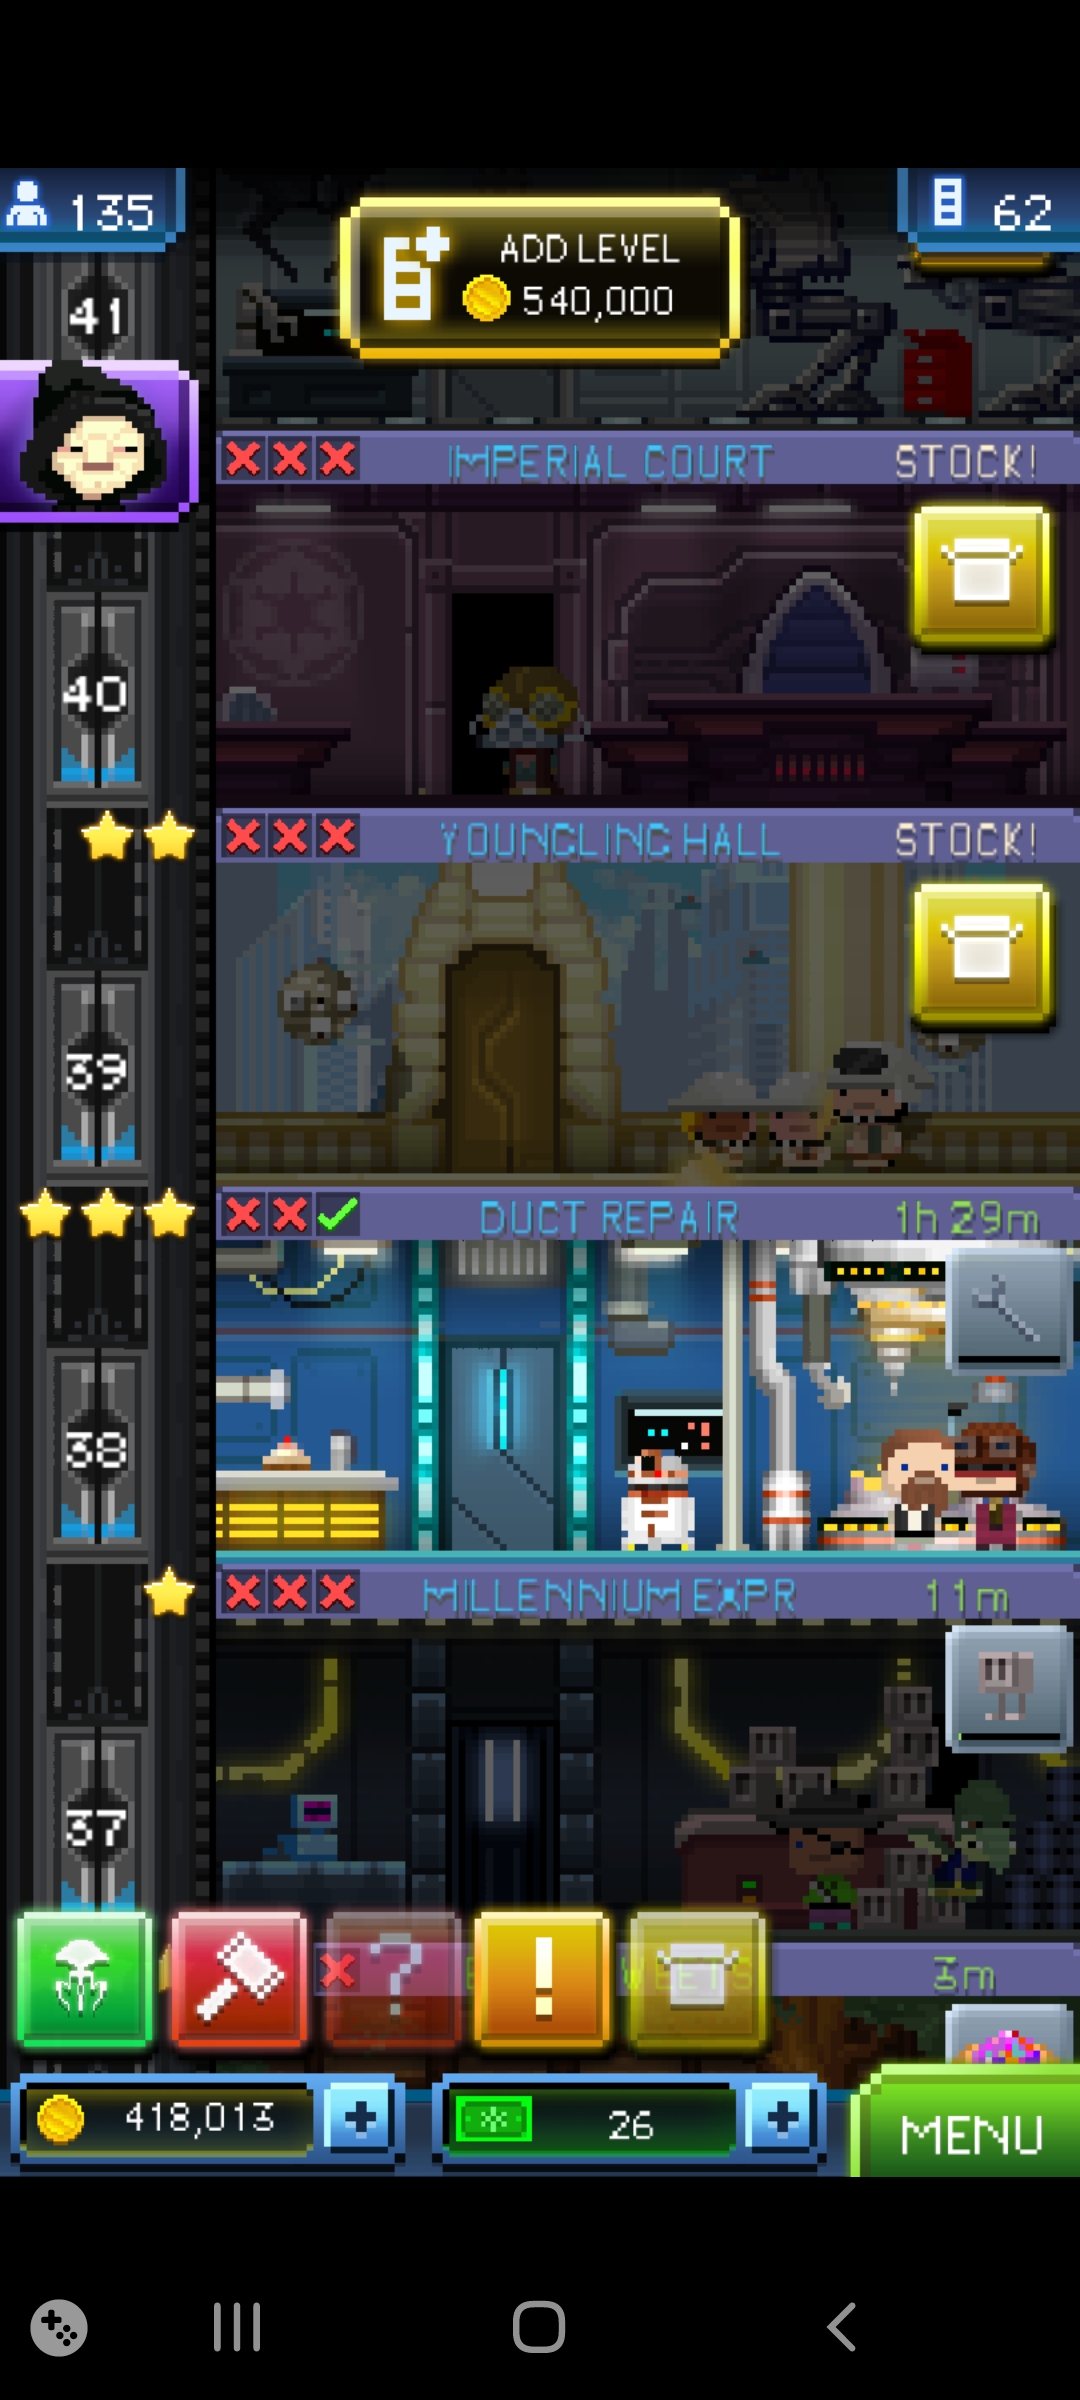 135
62
ADD LEVEL
540,000
41
IMPERIAL COURT STOCK!
40
YOUNGLING HALL STOCK!
39
DUCT REPAIR 1h 29m
38
MILLENNIUM EXPR 11m
37
?
!
3m
418,013
+
26
+
MENU